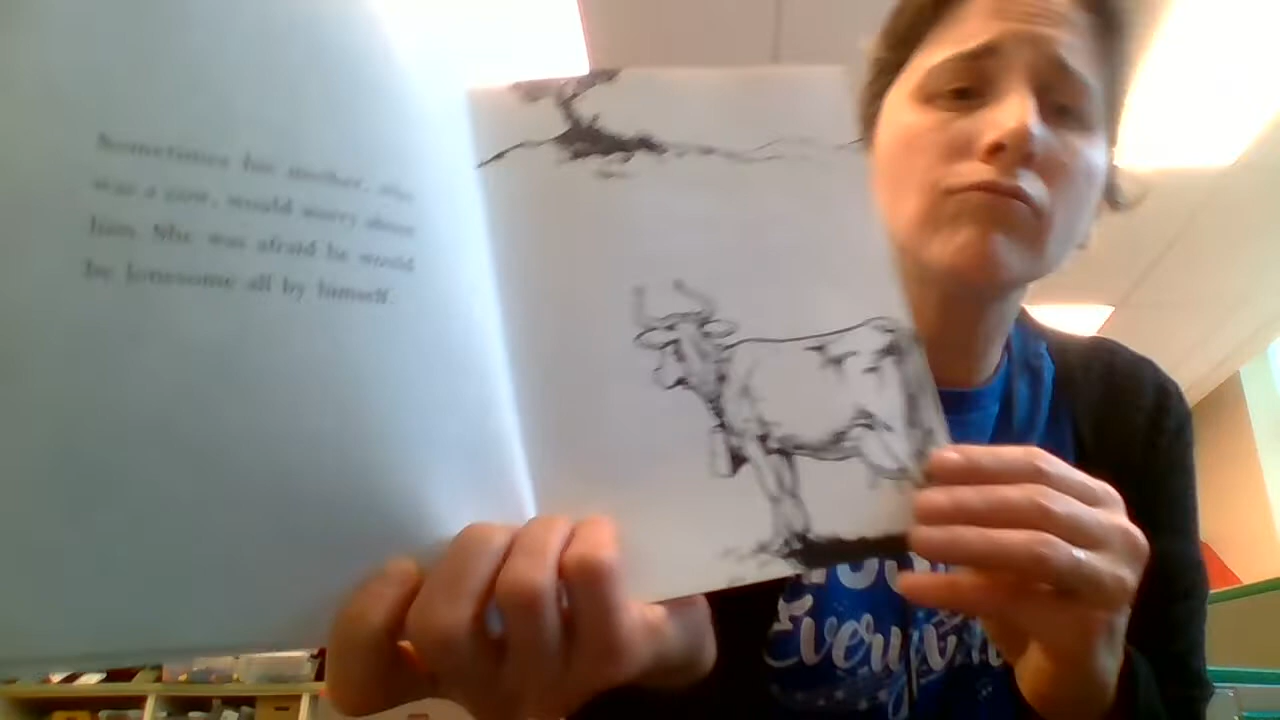 Sometimes his mother, who
was a cow, would worry about
him. She was afraid he would
be lonesome all by himself.
Every